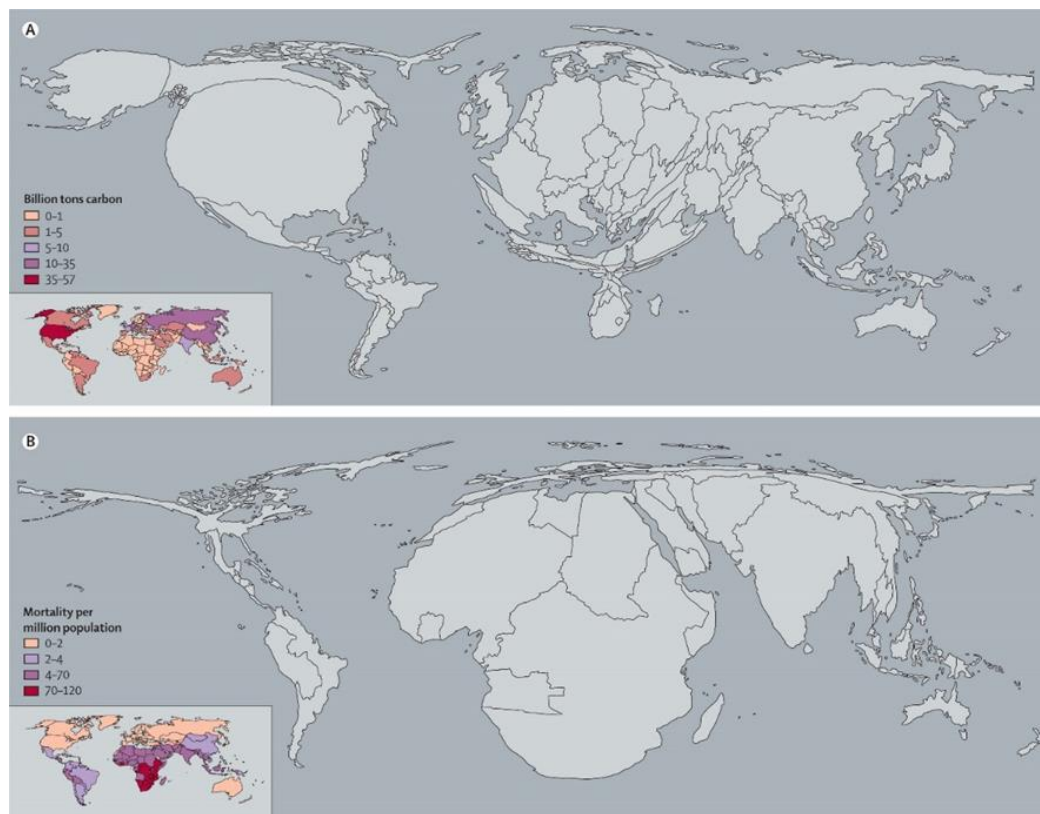 A
Billion tons carbon
0–1
1–5
5–10
10–35
35–57
B
Mortality per
million population
0–2
2–4
4–70
70–120